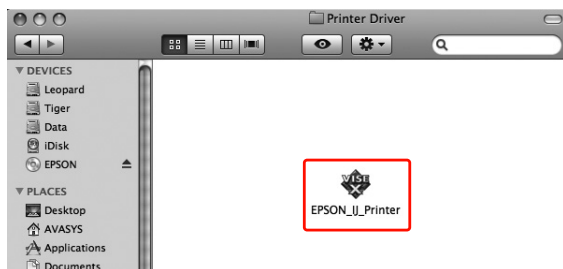 Printer Driver
DEVICES
Leopard
Tiger
Data
iDisk
EPSON
PLACES
Desktop
AVASYS
Applications
Documents
VISE
X
EPSON_IJ_Printer